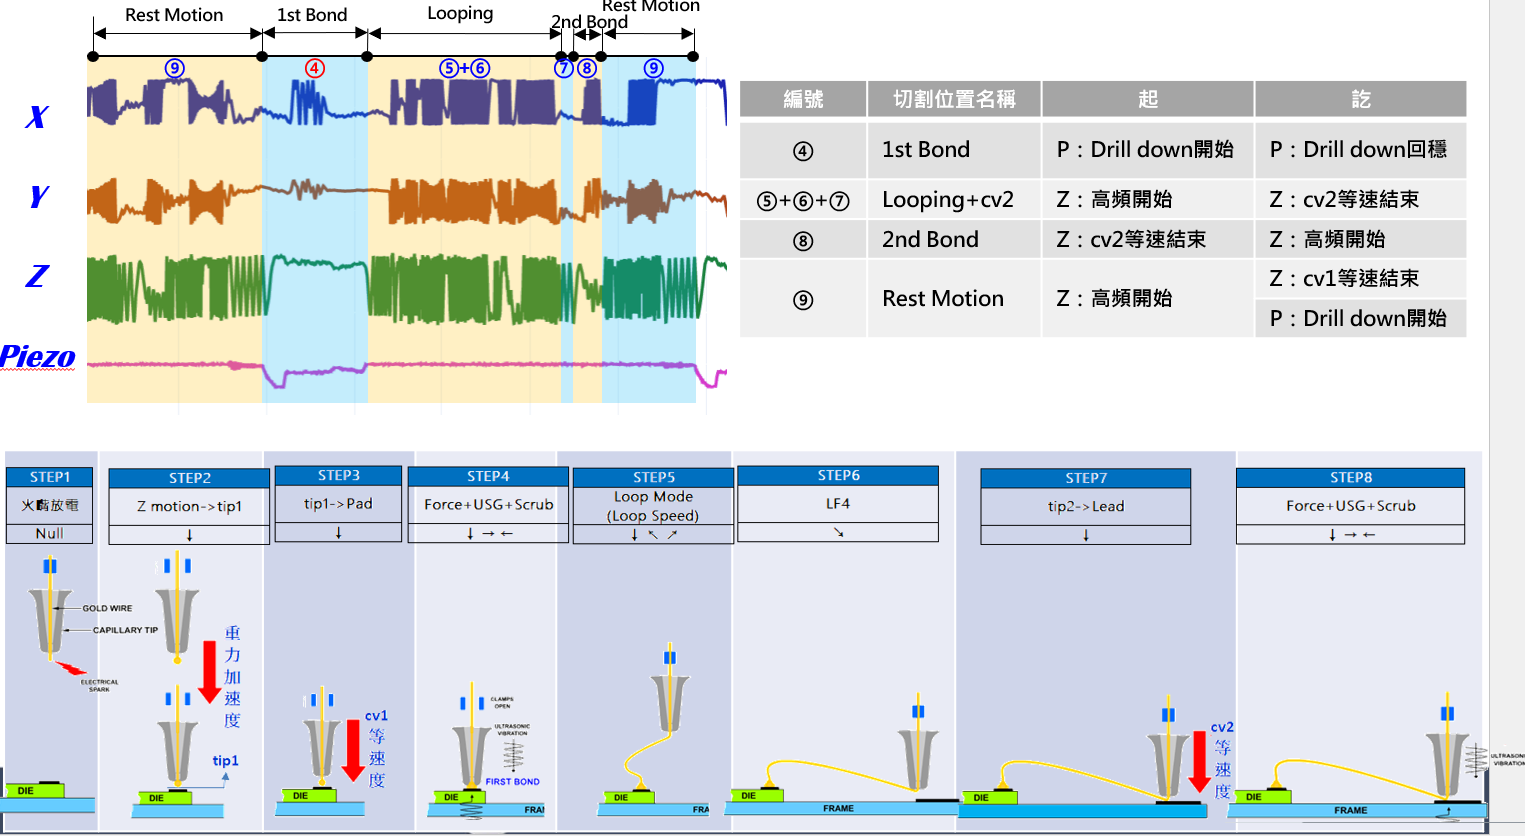 Rest Motion
1st Bond
Looping
2nd Bond
Rest Motion
⑨
④
⑤+⑥
⑦
⑧
⑨
X
Y
Z
Piezo
編號 切割位置名稱 起 訖
④ 1st Bond P：Drill down開始 P：Drill down回穩
⑤+⑥+⑦ Looping+cv2 Z：高頻開始 Z：cv2等速結束
⑧ 2nd Bond Z：cv2等速結束 Z：高頻開始
⑨ Rest Motion Z：高頻開始 Z：cv1等速結束
P：Drill down開始
STEP1
火嘴放電
Null
GOLD WIRE
CAPILLARY TIP
ELECTRICAL
SPARK
DIE
STEP2
Z motion->tip1
↓
重力加速度
tip1
DIE
STEP3
tip1->Pad
↓
cv1
等速度
DIE
STEP4
Force+USG+Scrub
↓ → ←
CLAMPS
OPEN
ULTRASONIC
VIBRATION
FIRST BOND
DIE
FRA
STEP5
Loop Mode
(Loop Speed)
↓ ↖ ↗
DIE
FRA
STEP6
LF4
↘
DIE
FRAME
STEP7
tip2->Lead
↓
cv2
等速度
DIE
STEP8
Force+USG+Scrub
↓ → ←
ULTRASONI
VIBRATION
DIE
FRAME